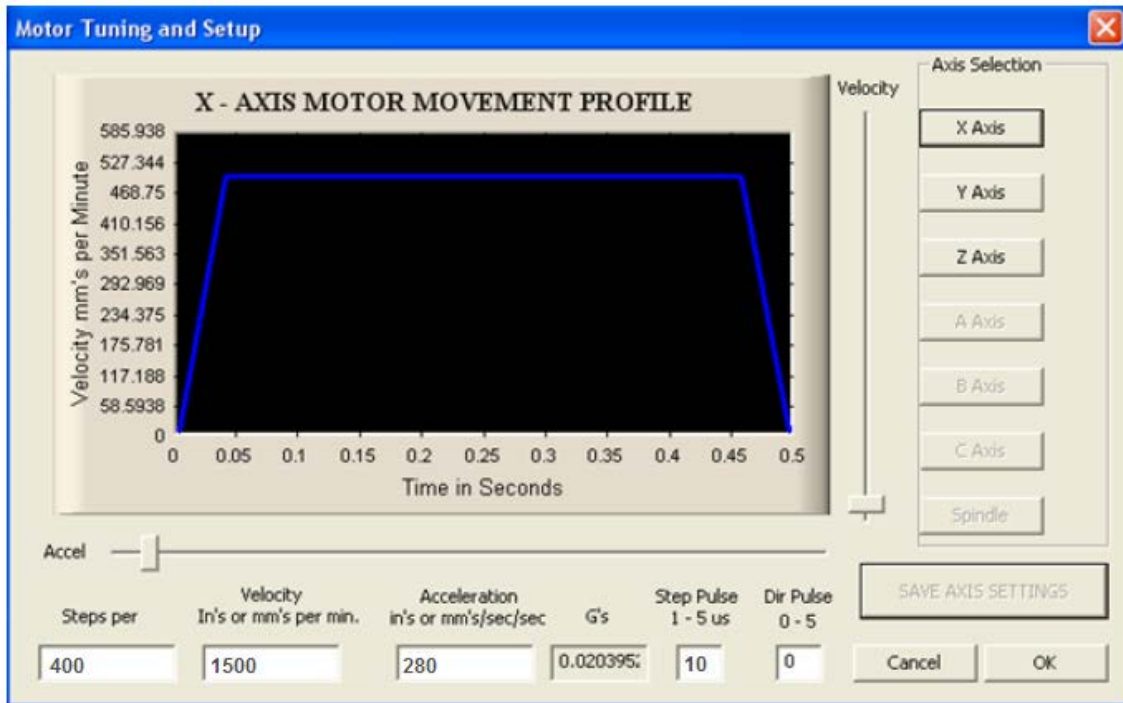 Motor Tuning and Setup
X - AXIS MOTOR MOVEMENT PROFILE
Velocity mm's per Minute
585.938
527.344
468.75
410.156
351.563
292.969
234.375
175.781
117.188
58.5938
0
0 0.05 0.1 0.15 0.2 0.25 0.3 0.35 0.4 0.45 0.5
Time in Seconds
Velocity
Axis Selection
X Axis
Y Axis
Z Axis
A Axis
B Axis
C Axis
Spindle
Accel
SAVE AXIS SETTINGS
Steps per
400
Velocity
In's or mm's per min.
1500
Acceleration
in's or mm's/sec/sec
280
G's
Step Pulse
1 - 5 us
10
Dir Pulse
0 - 5
0
Cancel OK